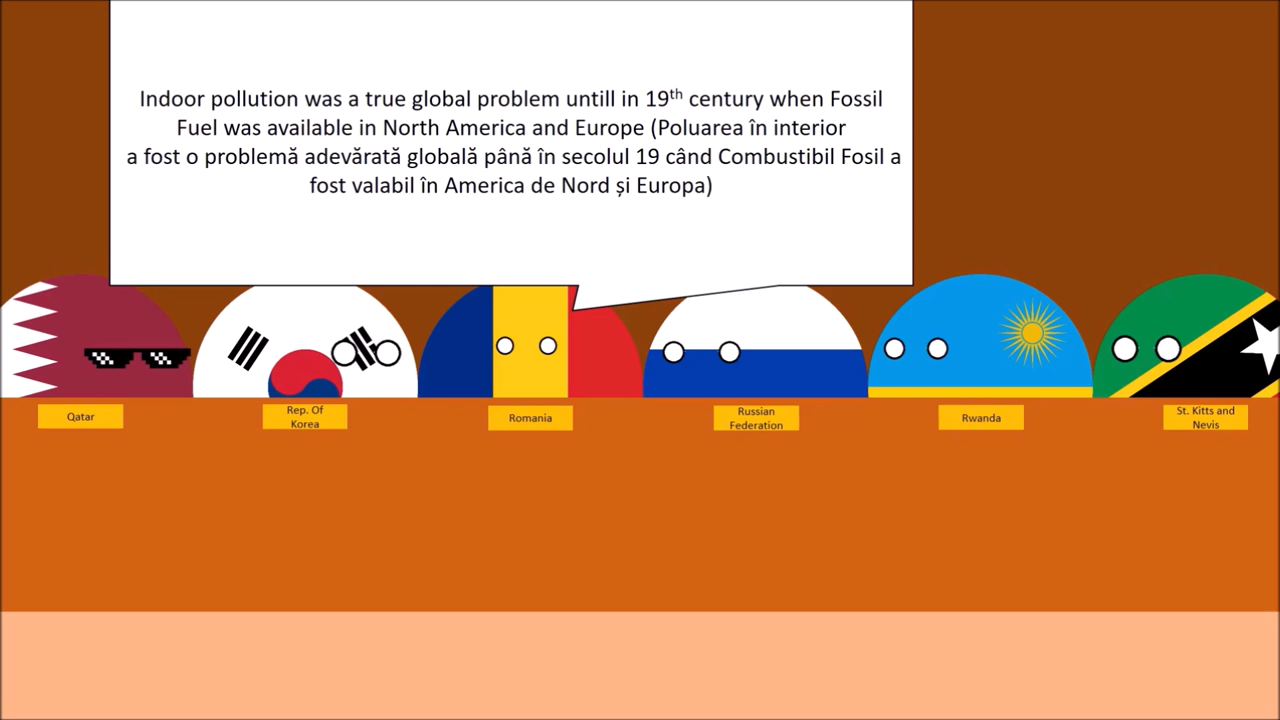 Indoor pollution was a true global problem untill in 19th century when Fossil
Fuel was available in North America and Europe (Poluarea în interior
a fost o problemă adevărată globală până în secolul 19 când Combustibil Fosil a
fost valabil în America de Nord și Europa)
Qatar
Rep. Of
Korea
Romania
Russian
Federation
Rwanda
St. Kitts and
Nevis